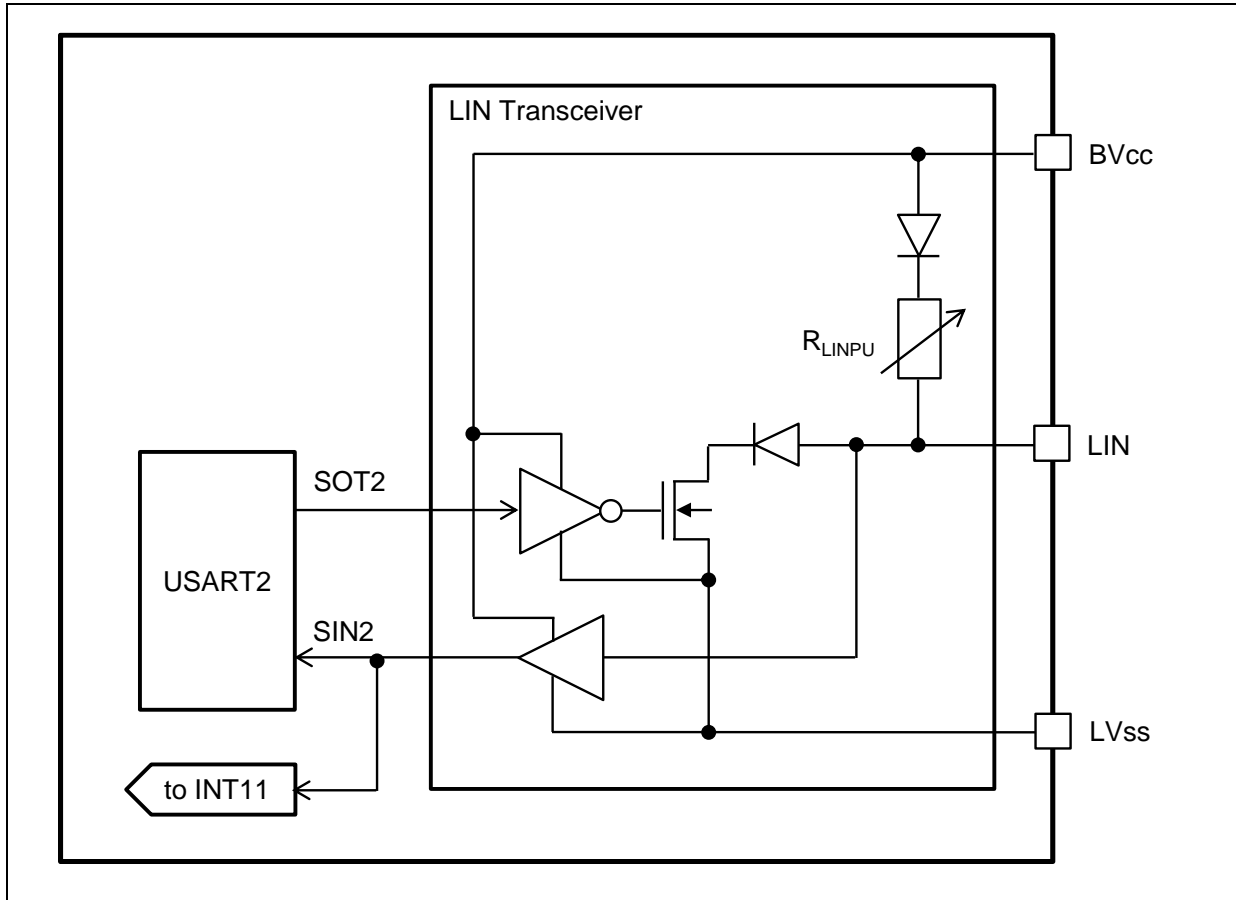 LIN Transceiver
BVcc
RLINPU
LIN
SOT2
USART2
SIN2
LVss
to INT11